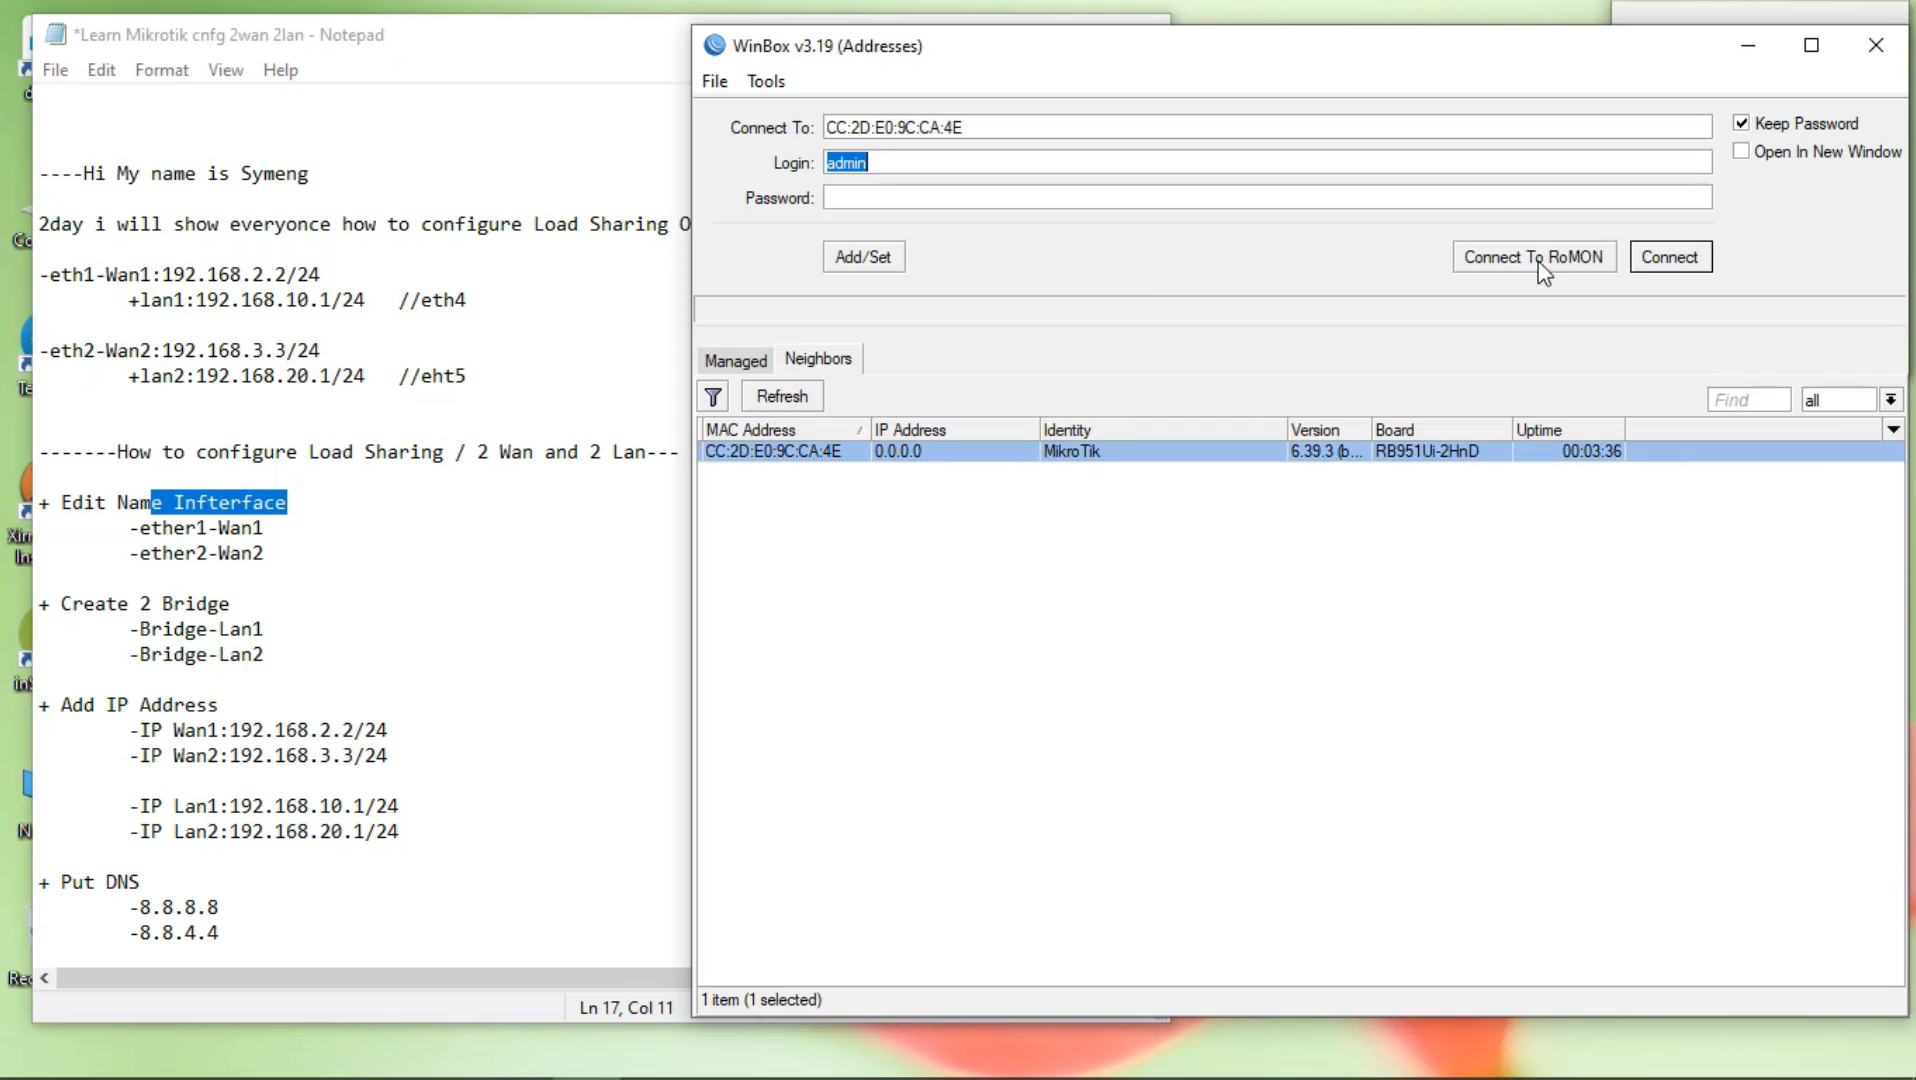 *Learn Mikrotik cnfg 2wan 2lan - Notepad
File Edit Format View Help
----Hi My name is Symeng
2day i will show everyonce how to configure Load Sharing O
-eth1-Wan1:192.168.2.2/24
+lan1:192.168.10.1/24 //eth4
-eth2-Wan2:192.168.3.3/24
+lan2:192.168.20.1/24 //eht5
-------How to configure Load Sharing / 2 Wan and 2 Lan---
+ Edit Name Infterface
-ether1-Wan1
-ether2-Wan2
+ Create 2 Bridge
-Bridge-Lan1
-Bridge-Lan2
+ Add IP Address
-IP Wan1:192.168.2.2/24
-IP Wan2:192.168.3.3/24
-IP Lan1:192.168.10.1/24
-IP Lan2:192.168.20.1/24
+ Put DNS
-8.8.8.8
-8.8.4.4
Ln 17, Col 11
WinBox v3.19 (Addresses)
File Tools
Connect To: CC:2D:E0:9C:CA:4E
Keep Password
Login: admin
Open In New Window
Password:
Add/Set Connect To RoMON Connect
Managed Neighbors
Refresh Find all
MAC Address IP Address Identity Version Board Uptime
CC:2D:E0:9C:CA:4E 0.0.0.0 MikroTik 6.39.3 (b... RB951Ui-2HnD 00:03:36
1 item (1 selected)